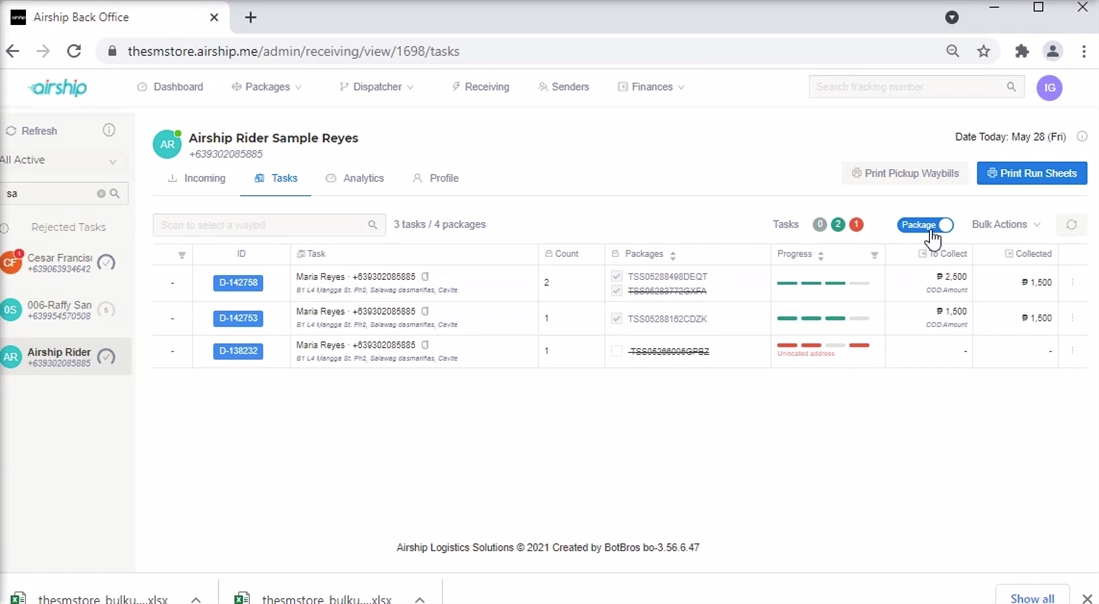 Airship Back Office
thesmstore.airship.me/admin/receiving/view/1698/tasks
airship
Dashboard
Packages
Dispatcher
Receiving
Senders
Finances
Search tracking number
IG
Refresh
All Active
sa
Rejected Tasks
CF
1
Cesar Francis
+639063934642
0S
006-Raffy San
+639954570508
5
AR
Airship Rider
+639302085885
AR
Airship Rider Sample Reyes
+639302085885
Date Today: May 28 (Fri)
Incoming
Tasks
Analytics
Profile
Print Pickup Waybills
Print Run Sheets
Scan to select a waybill
3 tasks / 4 packages
Tasks
0
2
1
Package
Bulk Actions
ID
Task
Count
Packages
Progress
To Collect
Collected
-
D-142758
Maria Reyes · +639302085885
B1 L4 Mangga St. Ph2, Salawag dasmariñas, Cavite
2
TSS05288498DEQT
TSS05283772GXFA
₱ 2,500
COD Amount
₱ 1,500
-
D-142753
Maria Reyes · +639302085885
B1 L4 Mangga St. Ph2, Salawag dasmariñas, Cavite
1
TSS05288162CDZK
₱ 1,500
COD Amount
₱ 1,500
-
D-138232
Maria Reyes · +639302085885
B1 L4 Mangga St. Ph2, Salawag dasmariñas, Cavite
1
TSS05266005GPBZ
Unlocated address.
-
-
Airship Logistics Solutions © 2021 Created by BotBros bo-3.56.6.47
thesmstore_bulku....xlsx
thesmstore_bulku....xlsx
Show all